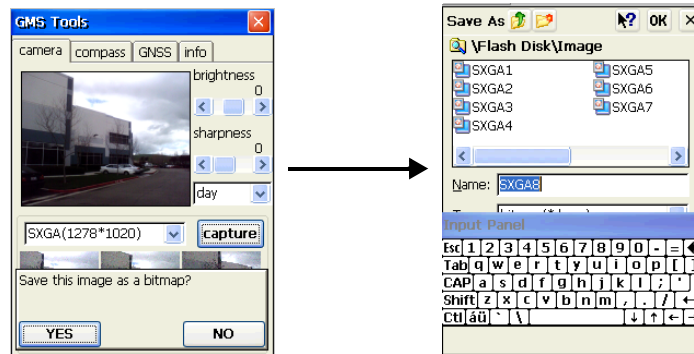 GMS Tools
camera compass GNSS info
brightness
0
sharpness
0
day
SXGA(1278*1020) capture
Save this image as a bitmap?
YES NO
Save As ? OK ×
\Flash Disk\Image
SXGA1 SXGA5
SXGA2 SXGA6
SXGA3 SXGA7
SXGA4
Name: SXGA8
Input Panel
Esc 1 2 3 4 5 6 7 8 9 0 - =
Tab q w e r t y u i o p [ ]
CAP a s d f g h j k l ; '
Shift z x c v b n m , . / ←
Ctl áü ` \ ↓ ↑ ← →